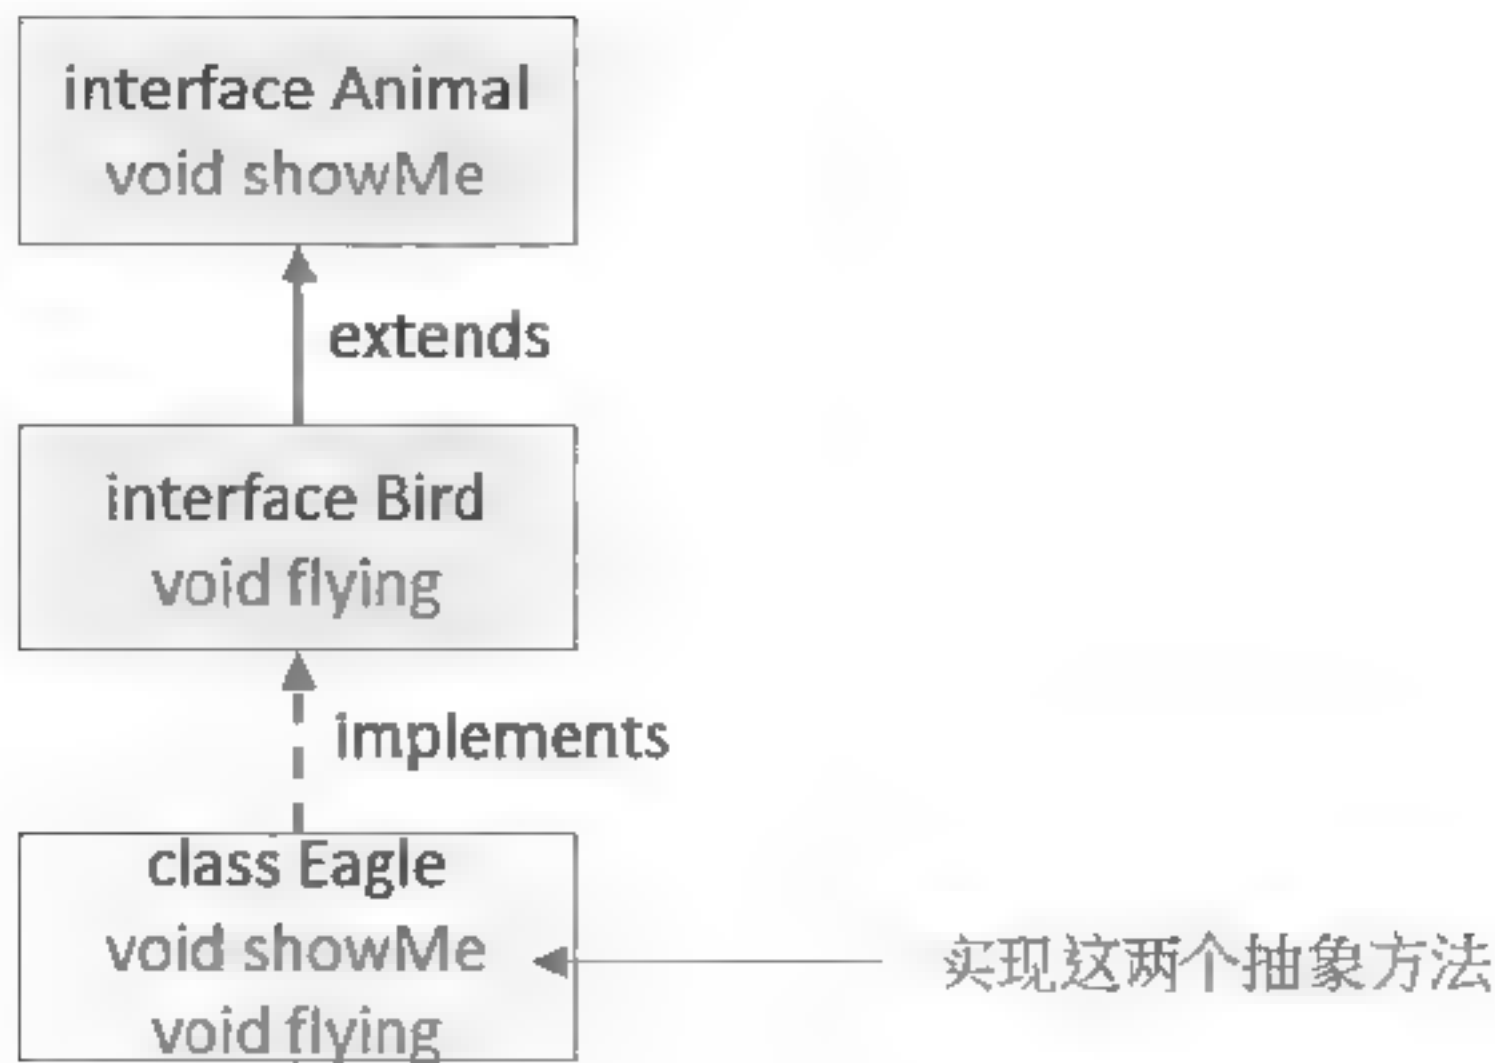 interface Animal
void showMe
extends
interface Bird
void flying
implements
class Eagle
void showMe
实现这两个抽象方法
void flying